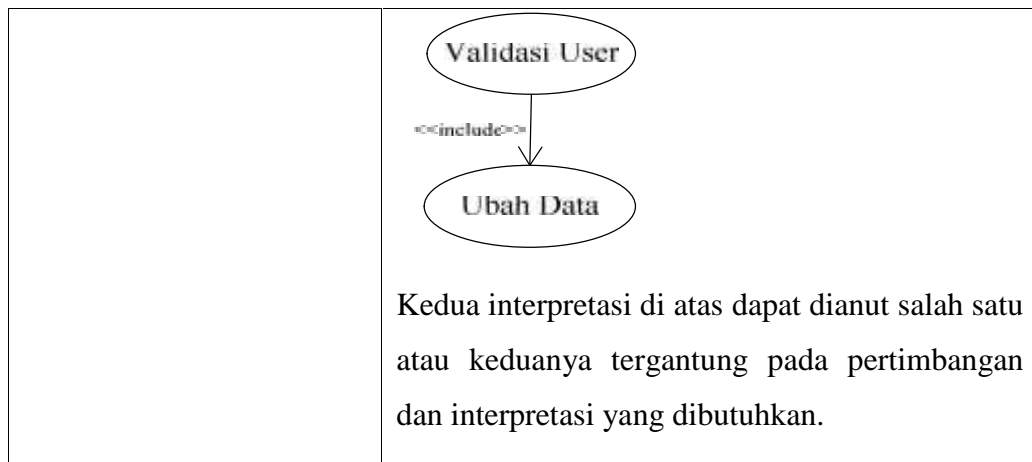 Validasi User
<<include>>
Ubah Data
Kedua interpretasi di atas dapat dianut salah satu
atau keduanya tergantung pada pertimbangan
dan interpretasi yang dibutuhkan.